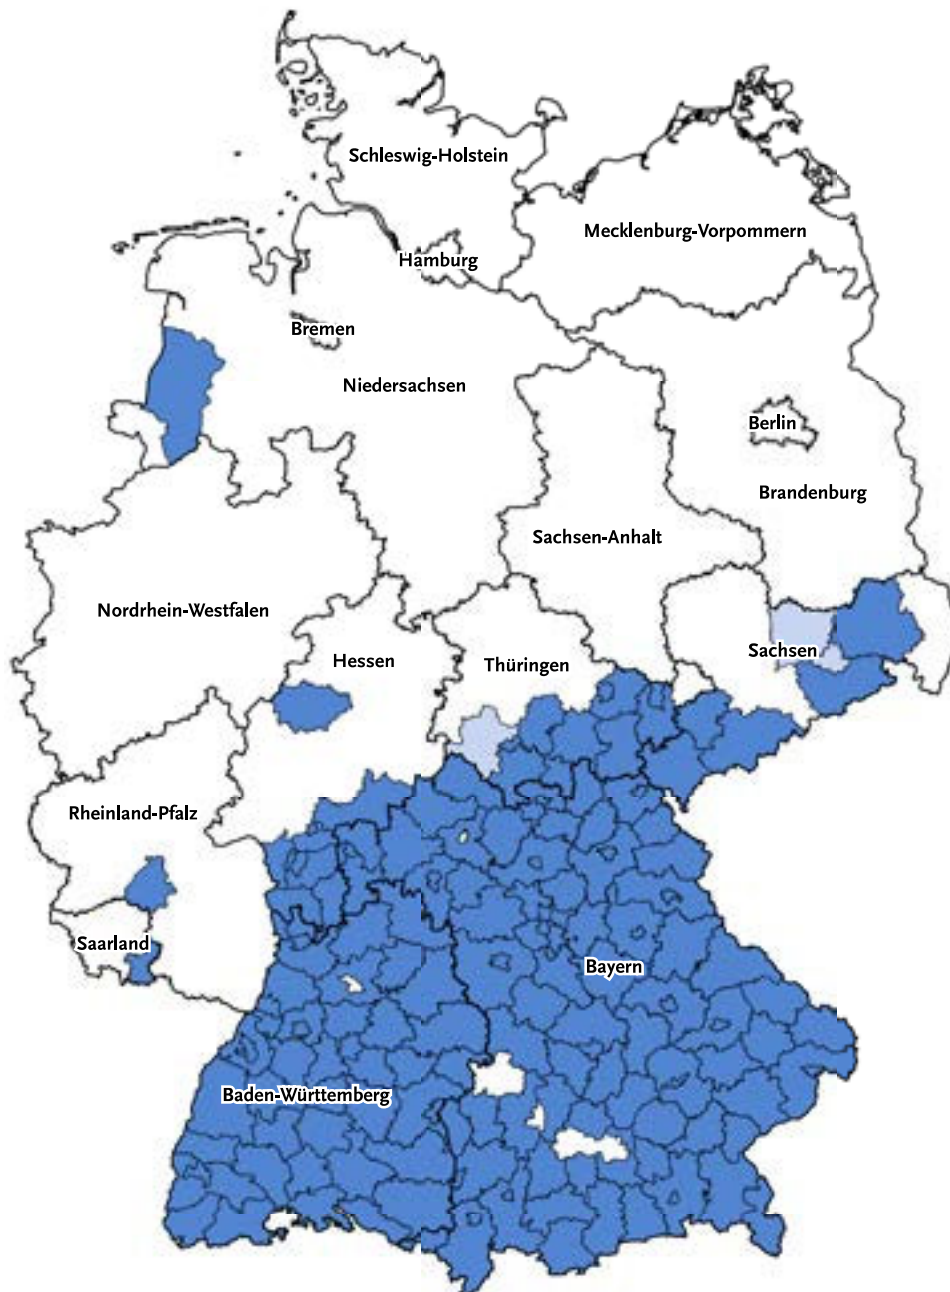 Schleswig-Holstein
Mecklenburg-Vorpommern
Hamburg
Bremen
Niedersachsen
Berlin
Brandenburg
Sachsen-Anhalt
Nordrhein-Westfalen
Sachsen
Hessen
Thüringen
Rheinland-Pfalz
Saarland
Bayern
Baden-Württemberg